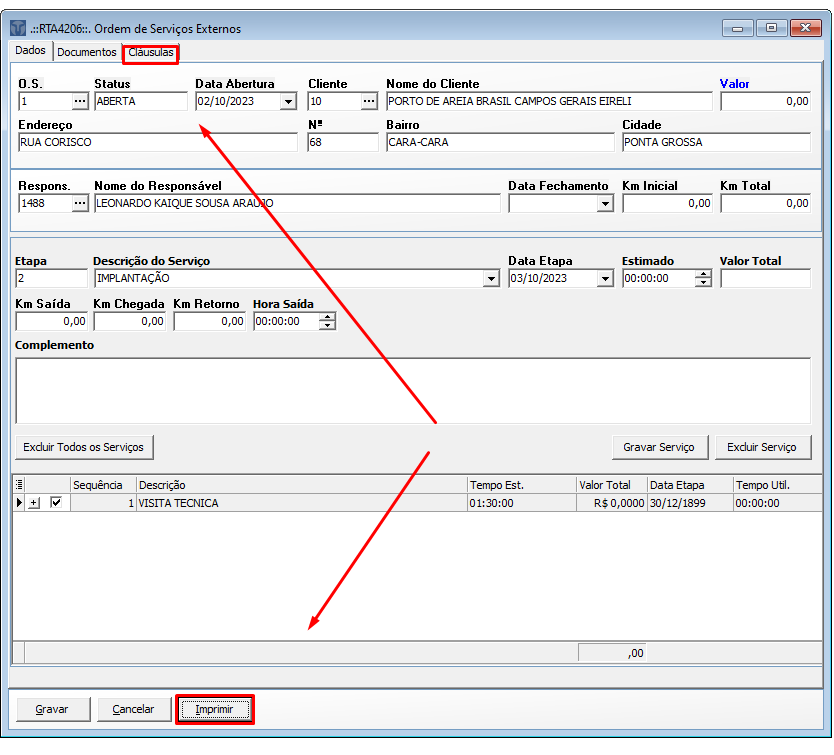 .::RTA4206::. Ordem de Serviços Externos
Dados Documentos Cláusulas
O.S. Status Data Abertura Cliente Nome do Cliente Valor
1 ... ABERTA 02/10/2023 10 ... PORTO DE AREIA BRASIL CAMPOS GERAIS EIRELI 0,00
Endereço Nº Bairro Cidade
RUA CORISCO 68 CARA-CARA PONTA GROSSA
Respons. Nome do Responsável Data Fechamento Km Inicial Km Total
1488 ... LEONARDO KAIQUE SOUSA ARAUJO 0,00 0,00
Etapa Descrição do Serviço Data Etapa Estimado Valor Total
2 IMPLANTAÇÃO 03/10/2023 00:00:00
Km Saída Km Chegada Km Retorno Hora Saída
0,00 0,00 0,00 00:00:00
Complemento
Excluir Todos os Serviços Gravar Serviço Excluir Serviço
Sequência Descrição Tempo Est. Valor Total Data Etapa Tempo Util.
1 VISITA TECNICA 01:30:00 R$ 0,0000 30/12/1899 00:00:00
,00
Gravar Cancelar Imprimir